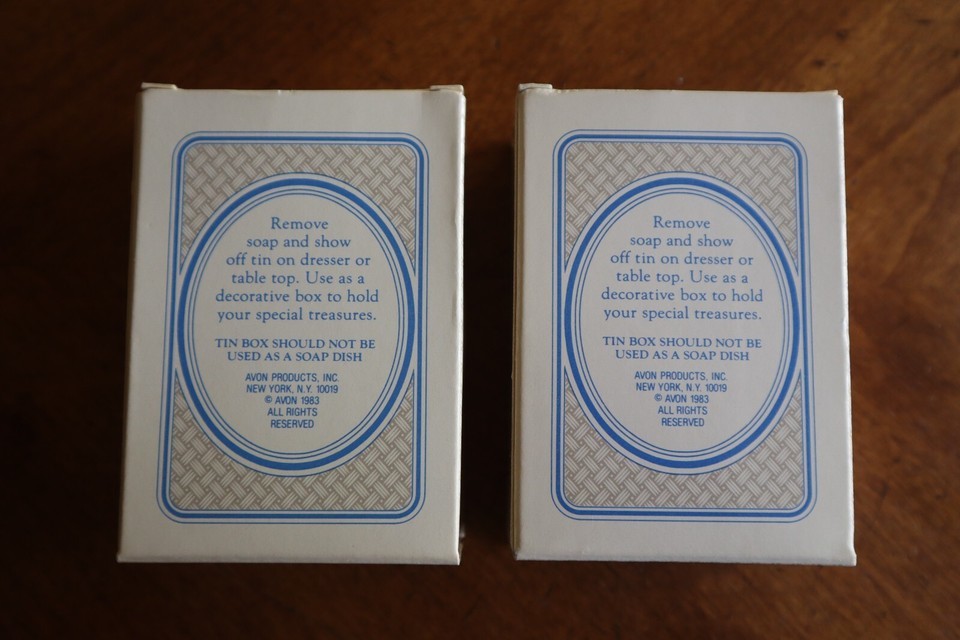 Remove
soap and show
off tin on dresser or
table top. Use as a
decorative box to hold
your special treasures.
TIN BOX SHOULD NOT BE
USED AS A SOAP DISH
AVON PRODUCTS, INC.
NEW YORK, N.Y. 10019
© AVON 1983
ALL RIGHTS
RESERVED
Remove
soap and show
off tin on dresser or
table top. Use as a
decorative box to hold
your special treasures.
TIN BOX SHOULD NOT BE
USED AS A SOAP DISH
AVON PRODUCTS, INC.
NEW YORK, N.Y. 10019
© AVON 1983
ALL RIGHTS
RESERVED